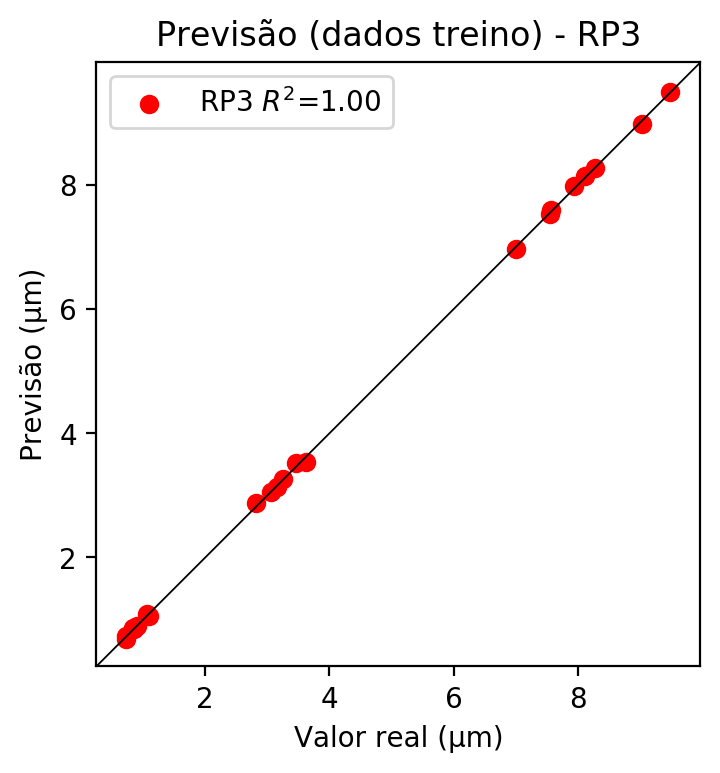 Previsão (dados treino) - RP3
RP3 R²=1.00
Previsão (µm)
8
6
4
2
2 4 6 8
Valor real (µm)